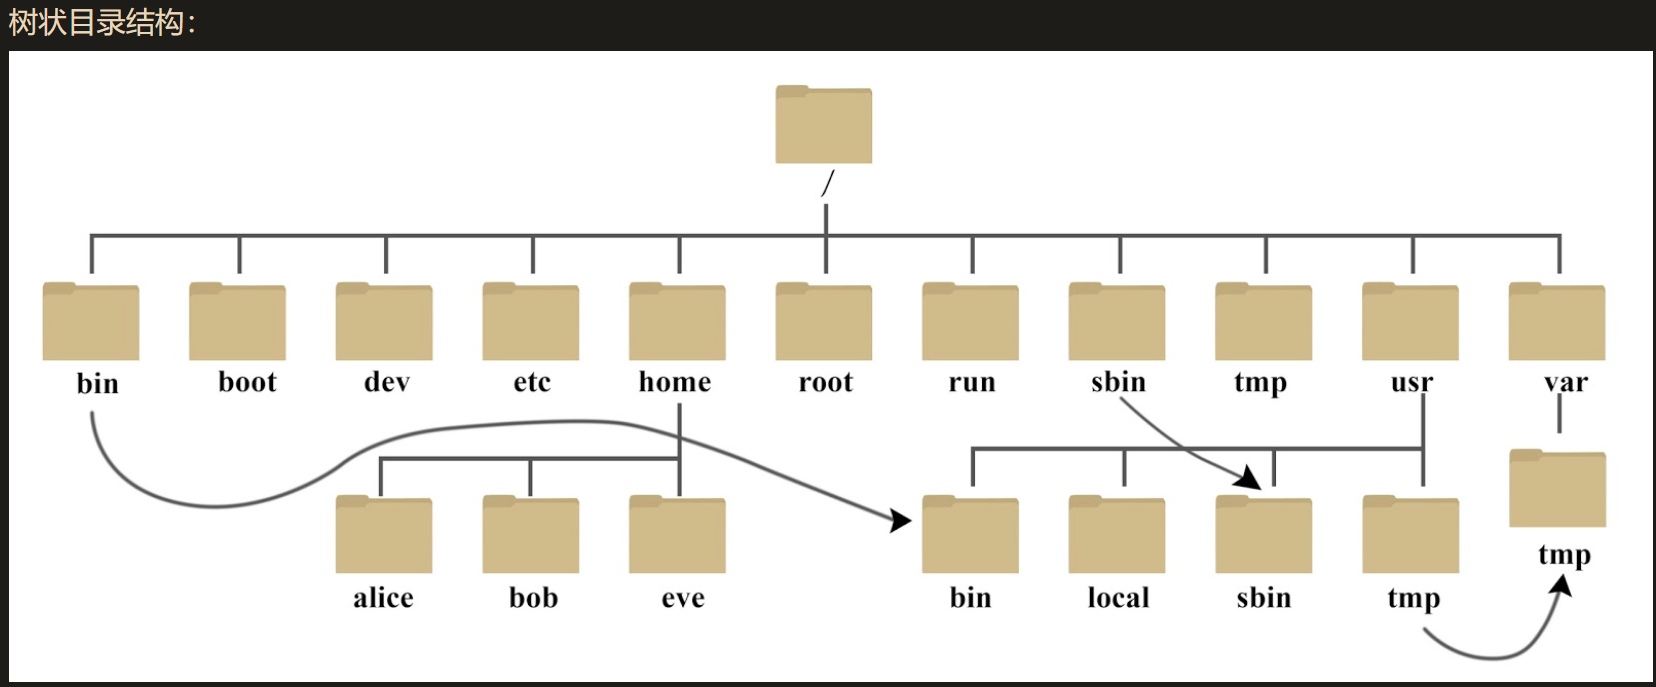 树状目录结构：
/
bin boot dev etc home root run sbin tmp usr var
tmp
alice bob eve bin local sbin tmp